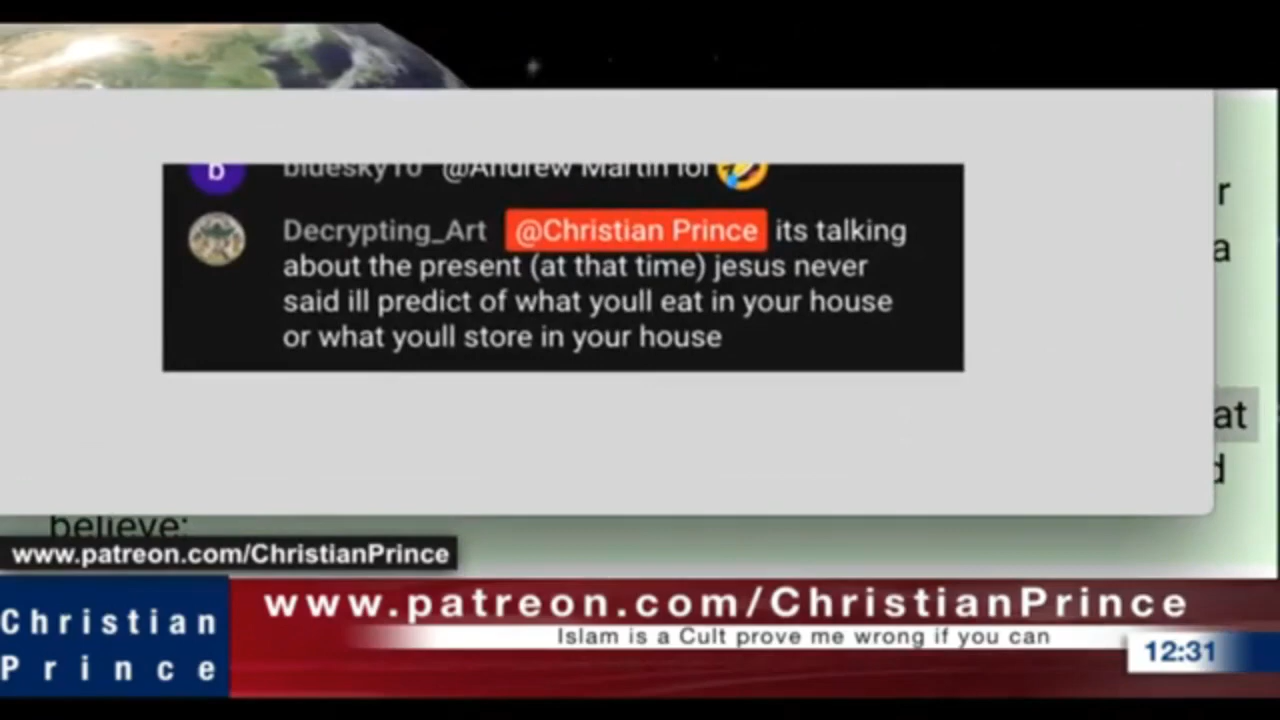 b
bluesky10 @Andrew Martin lol
r
Decrypting_Art @Christian Prince its talking
a
about the present (at that time) jesus never
said ill predict of what youll eat in your house
or what youll store in your house
at
d
believe:
www.patreon.com/ChristianPrince
www.patreon.com/ChristianPrince
Christian
Prince
Islam is a Cult prove me wrong if you can
12:31